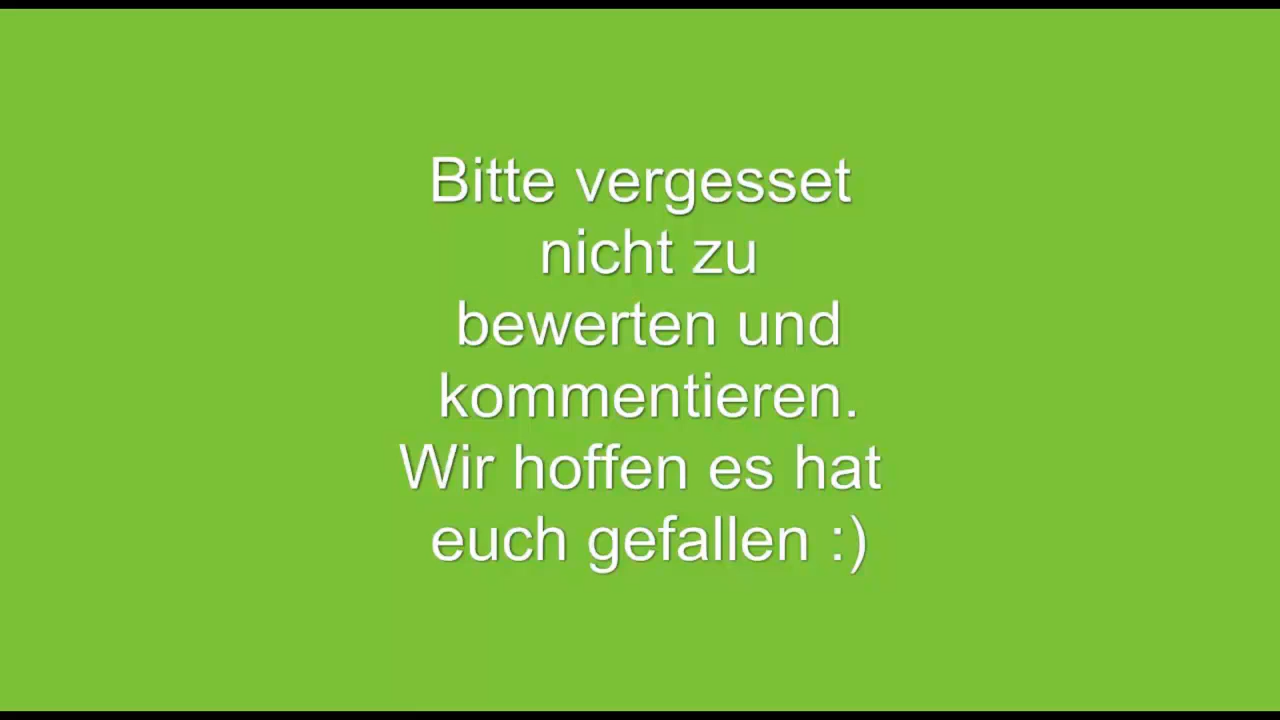 Bitte vergesset
nicht zu
bewerten und
kommentieren.
Wir hoffen es hat
euch gefallen :)